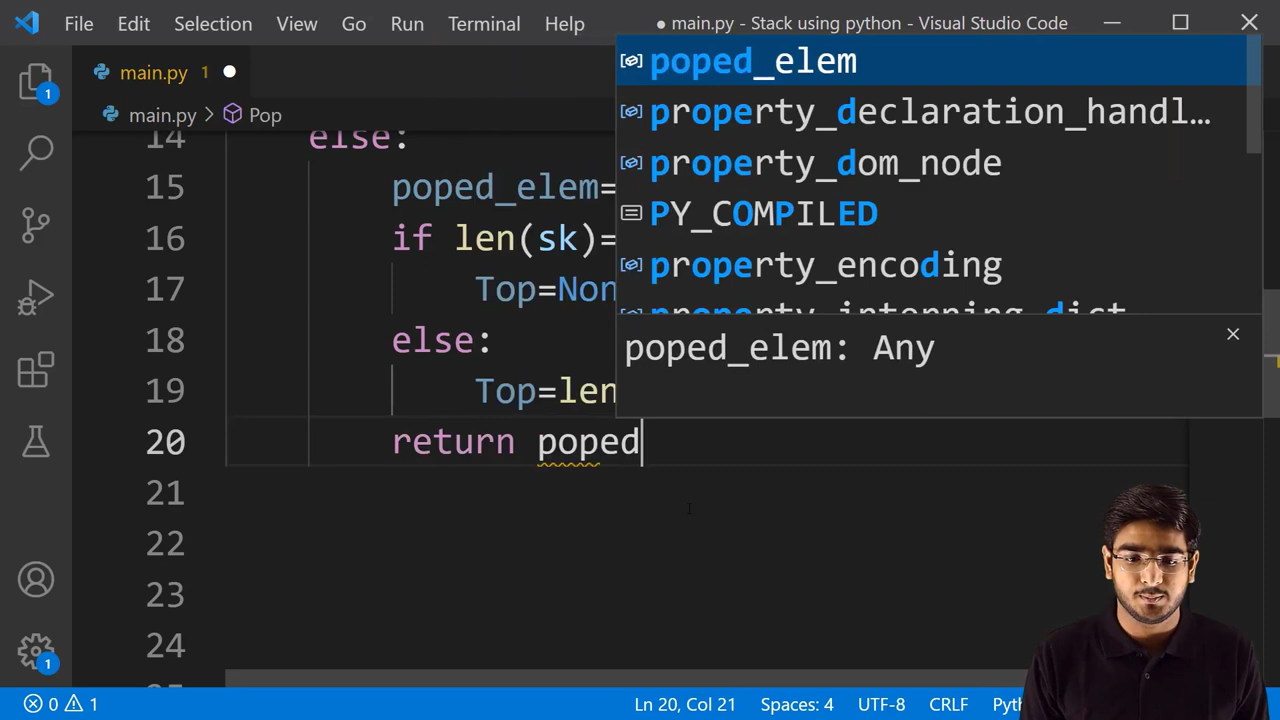 File Edit Selection View Go Run Terminal Help ● main.py - Stack using python - Visual Studio Code
main.py 1
main.py > Pop
14 else:
15 poped_elem=
16 if len(sk)=
17 Top=Non
18 else:
19 Top=len
20 return poped
21
22
23
24
poped_elem
property_declaration_handl...
property_dom_node
PY_COMPILED
property_encoding
property_interning_dict
poped_elem: Any
1
1
0 1 Ln 20, Col 21 Spaces: 4 UTF-8 CRLF